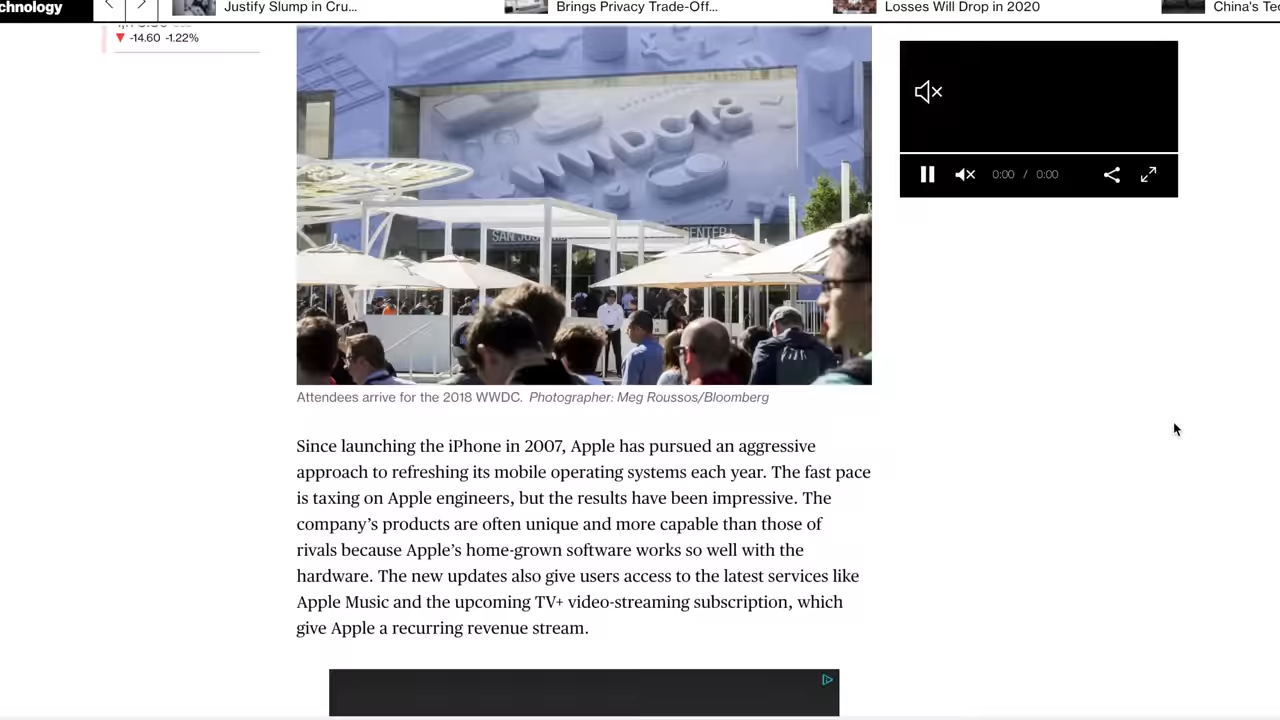 chnology
Justify Slump in Cru...
Brings Privacy Trade-Off...
Losses Will Drop in 2020
China's Tec
-14.60 -1.22%
WWDC18
SAN JOS
CENTER
0:00 / 0:00
Attendees arrive for the 2018 WWDC. Photographer: Meg Roussos/Bloomberg
Since launching the iPhone in 2007, Apple has pursued an aggressive
approach to refreshing its mobile operating systems each year. The fast pace
is taxing on Apple engineers, but the results have been impressive. The
company’s products are often unique and more capable than those of
rivals because Apple’s home-grown software works so well with the
hardware. The new updates also give users access to the latest services like
Apple Music and the upcoming TV+ video-streaming subscription, which
give Apple a recurring revenue stream.